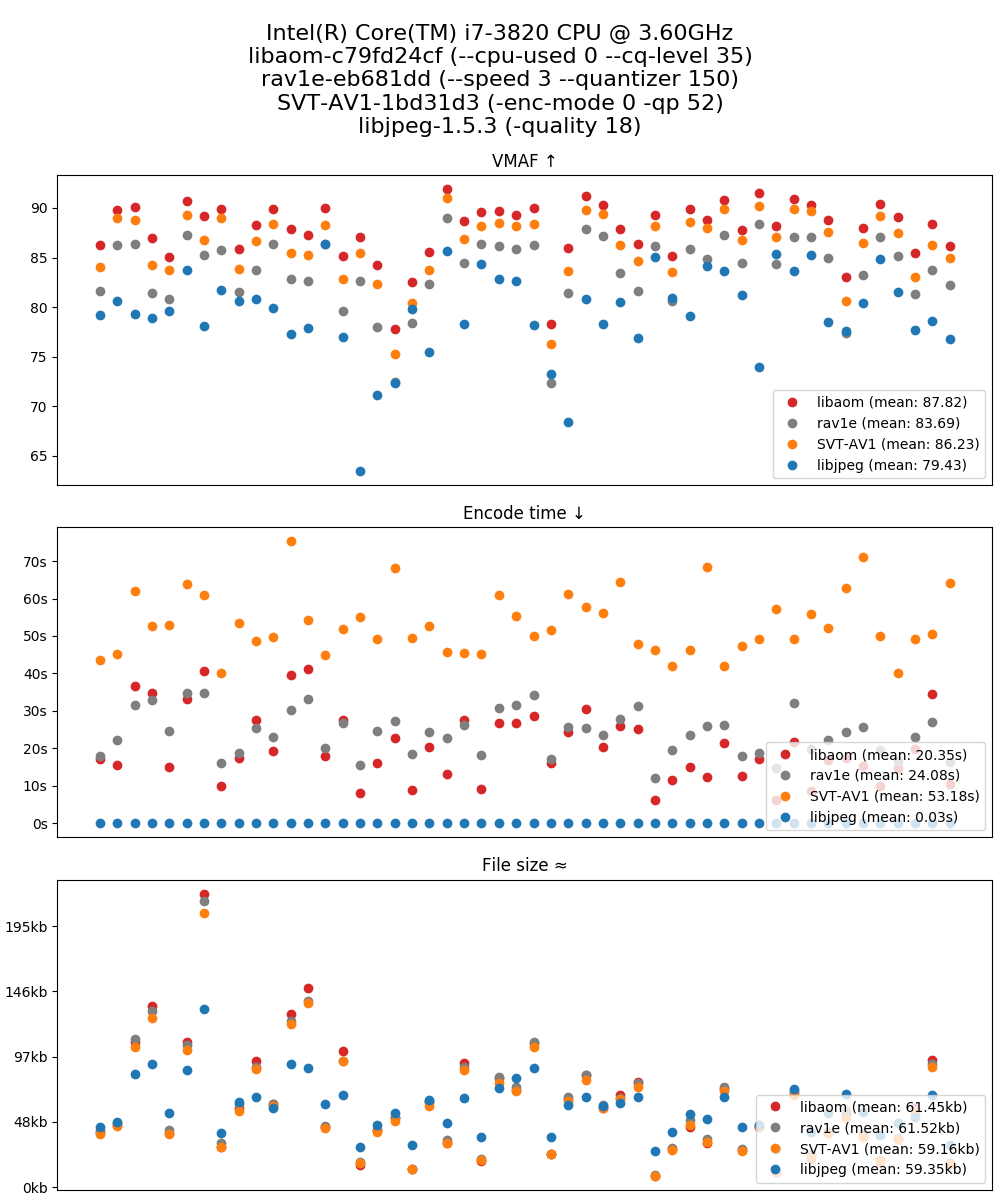 Intel(R) Core(TM) i7-3820 CPU @ 3.60GHz
libaom-c79fd24cf (--cpu-used 0 --cq-level 35)
rav1e-eb681dd (--speed 3 --quantizer 150)
SVT-AV1-1bd31d3 (-enc-mode 0 -qp 52)
libjpeg-1.5.3 (-quality 18)
VMAF ↑
90
85
80
75
70
65
libaom (mean: 87.82)
rav1e (mean: 83.69)
SVT-AV1 (mean: 86.23)
libjpeg (mean: 79.43)
Encode time ↓
70s
60s
50s
40s
30s
20s
10s
0s
libaom (mean: 20.35s)
rav1e (mean: 24.08s)
SVT-AV1 (mean: 53.18s)
libjpeg (mean: 0.03s)
File size ≈
195kb
146kb
97kb
48kb
0kb
libaom (mean: 61.45kb)
rav1e (mean: 61.52kb)
SVT-AV1 (mean: 59.16kb)
libjpeg (mean: 59.35kb)